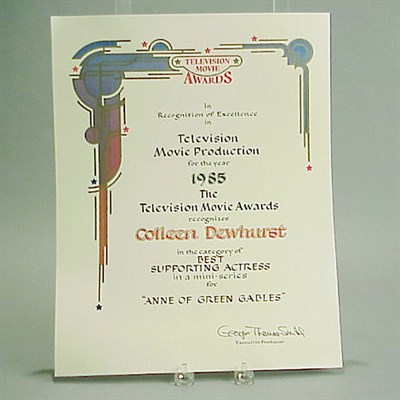 TELEVISION
MOVIE
AWARDS
In
Recognition of Excellence
in
Television
Movie Production
for the year
1985
The
Television Movie Awards
recognizes
Colleen Dewhurst
in the category of
BEST
SUPPORTING ACTRESS
in a mini-series
for
"ANNE OF GREEN GABLES"
Executive Producer